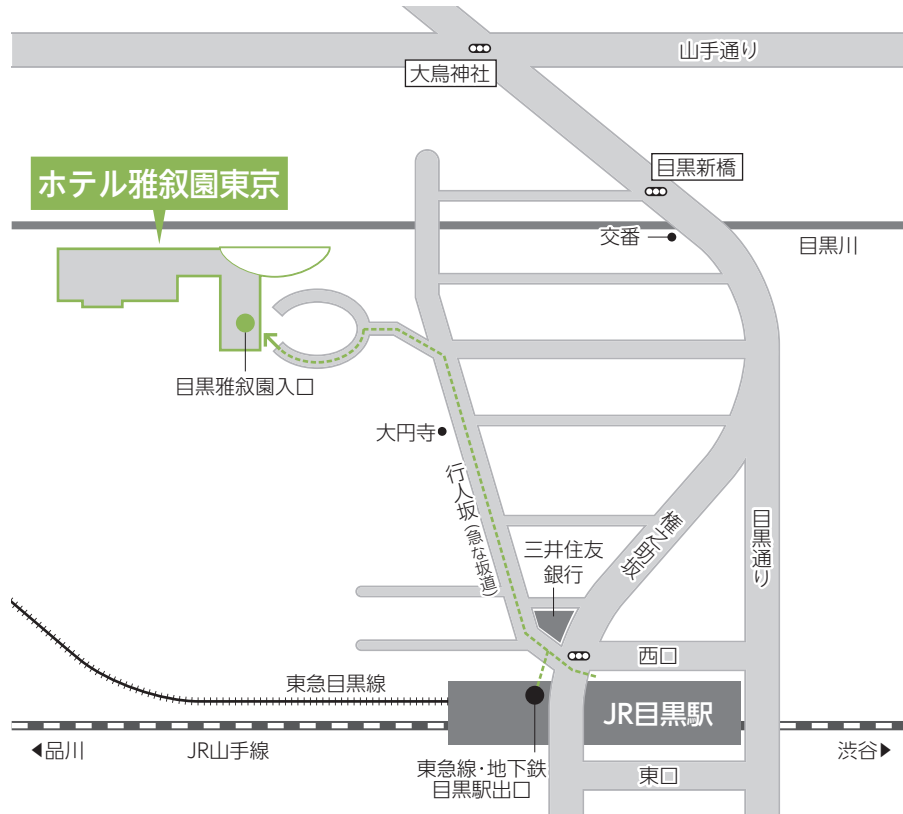 山手通り
大鳥神社
目黒新橋
ホテル雅叙園東京
交番
目黒川
目黒雅叙園入口
大円寺
行人坂(急な坂道)
権之助坂
目黒通り
三井住友
銀行
西口
東急目黒線
JR目黒駅
◀品川
JR山手線
渋谷▶
東急線・地下鉄
目黒駅出口
東口